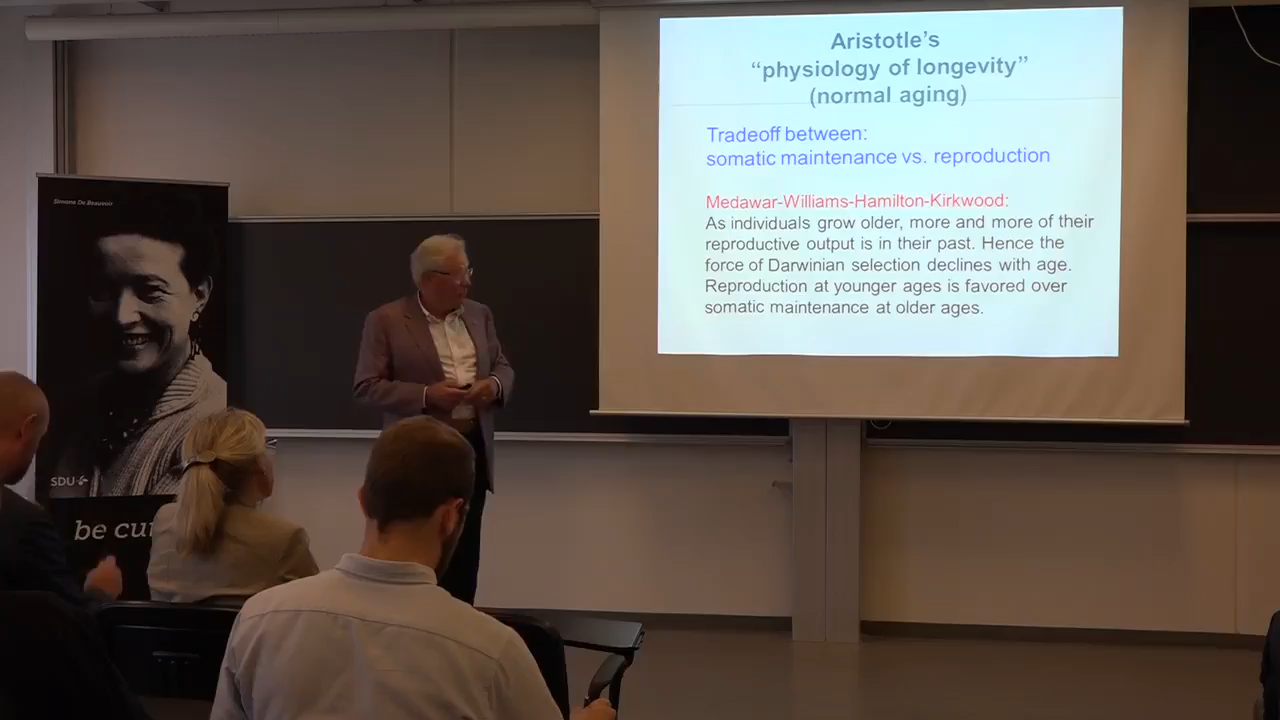 Aristotle's
“physiology of longevity”
(normal aging)
Tradeoff between:
somatic maintenance vs. reproduction
Medawar-Williams-Hamilton-Kirkwood:
As individuals grow older, more and more of their
reproductive output is in their past. Hence the
force of Darwinian selection declines with age.
Reproduction at younger ages is favored over
somatic maintenance at older ages.
Simone De Beauvoir
SDU
be cu